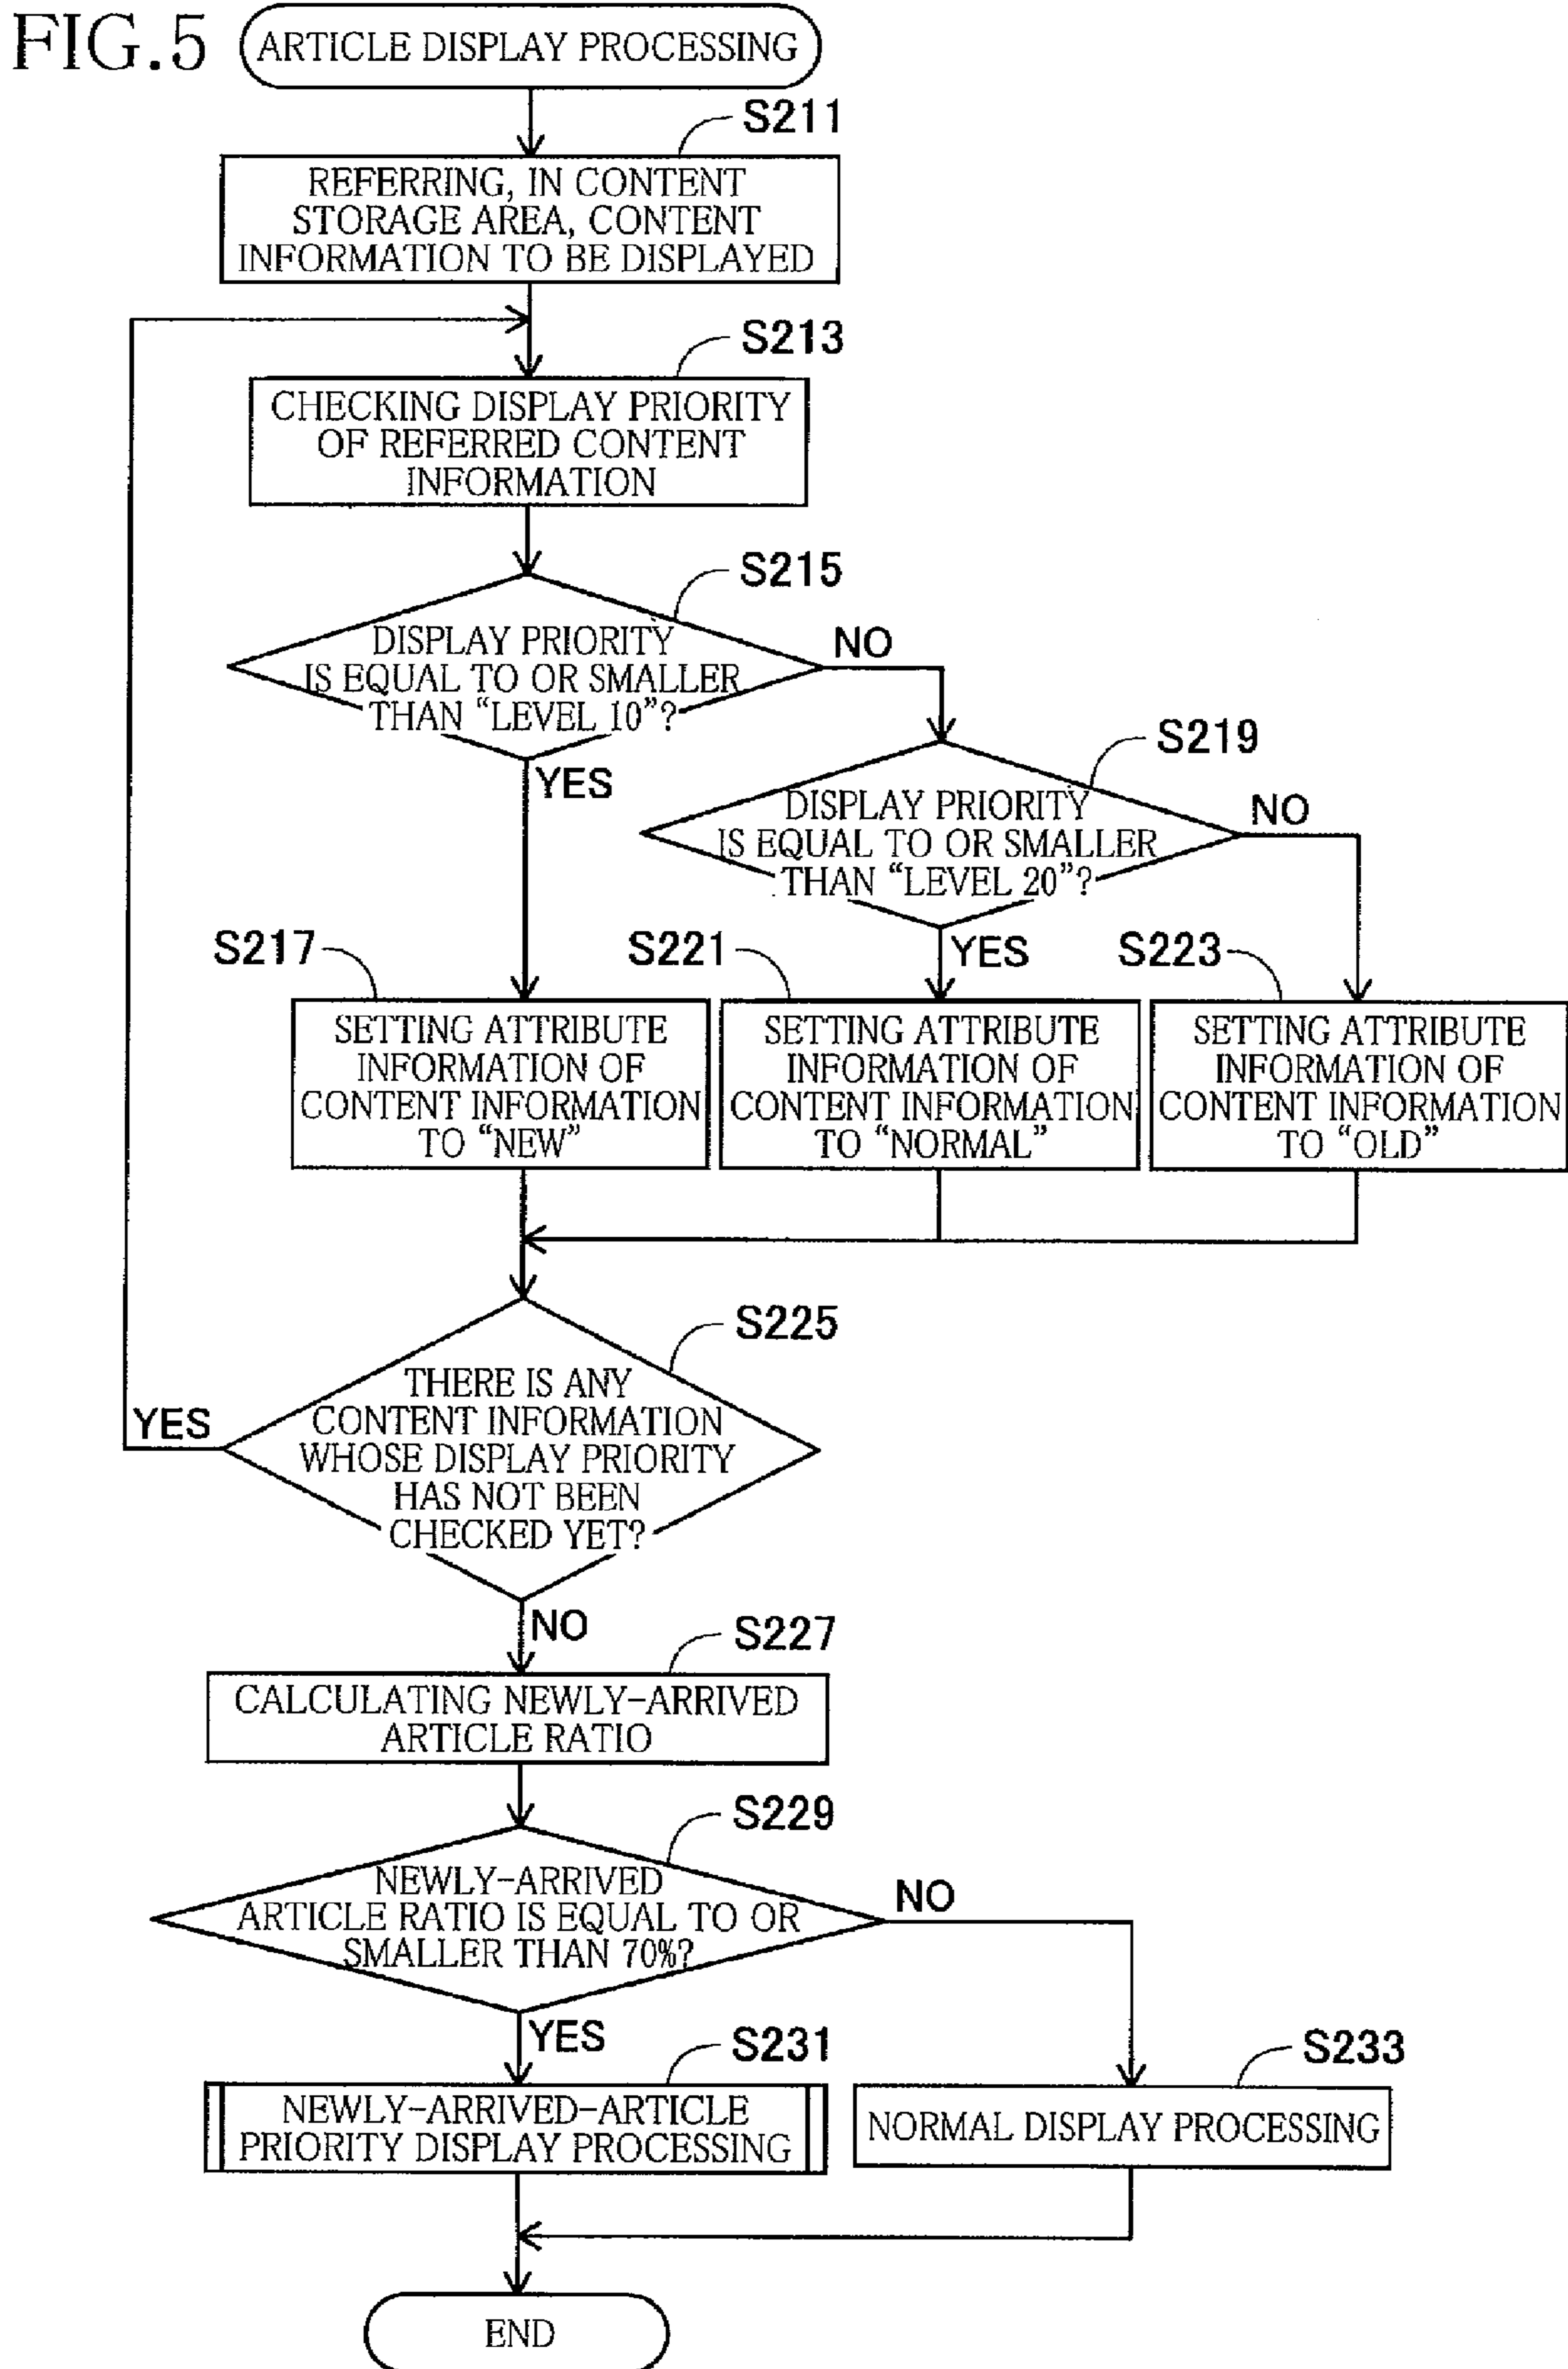 FIG.5
ARTICLE DISPLAY PROCESSING
S211
REFERRING, IN CONTENT
STORAGE AREA, CONTENT
INFORMATION TO BE DISPLAYED
S213
CHECKING DISPLAY PRIORITY
OF REFERRED CONTENT
INFORMATION
S215
DISPLAY PRIORITY
IS EQUAL TO OR SMALLER
THAN “LEVEL 10”?
NO
YES
S219
DISPLAY PRIORITY
IS EQUAL TO OR SMALLER
THAN “LEVEL 20”?
NO
YES
S217
SETTING ATTRIBUTE
INFORMATION OF
CONTENT INFORMATION
TO “NEW”
S221
SETTING ATTRIBUTE
INFORMATION OF
CONTENT INFORMATION
TO “NORMAL”
S223
SETTING ATTRIBUTE
INFORMATION OF
CONTENT INFORMATION
TO “OLD”
S225
THERE IS ANY
CONTENT INFORMATION
WHOSE DISPLAY PRIORITY
HAS NOT BEEN
CHECKED YET?
YES
NO
S227
CALCULATING NEWLY-ARRIVED
ARTICLE RATIO
S229
NEWLY-ARRIVED
ARTICLE RATIO IS EQUAL TO OR
SMALLER THAN 70%?
NO
YES
S231
NEWLY-ARRIVED-ARTICLE
PRIORITY DISPLAY PROCESSING
S233
NORMAL DISPLAY PROCESSING
END